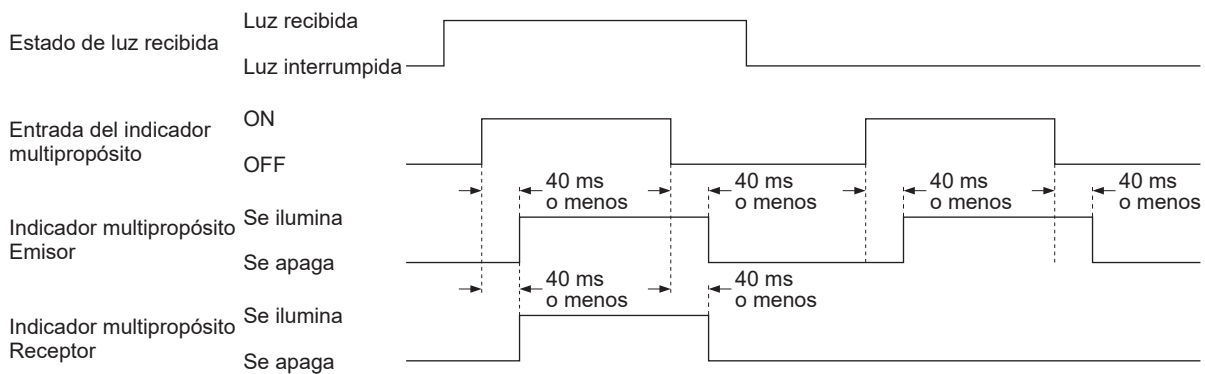 Estado de luz recibida
Luz recibida
Luz interrumpida
Entrada del indicador
multipropósito
ON
OFF
40 ms
o menos
40 ms
o menos
40 ms
o menos
40 ms
o menos
Indicador multipropósito
Emisor
Se ilumina
Se apaga
40 ms
o menos
40 ms
o menos
Indicador multipropósito
Receptor
Se ilumina
Se apaga